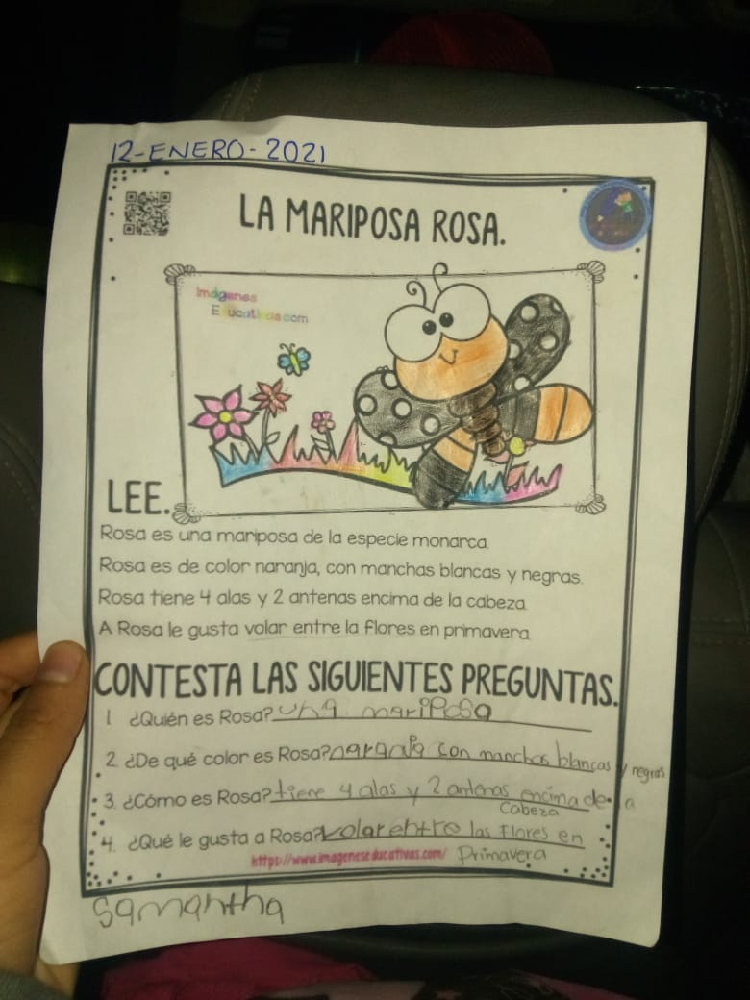 12-ENERO-2021
LA MARIPOSA ROSA.
Imágenes
Educativas.com
LEE.
Rosa es una mariposa de la especie monarca
Rosa es de color naranja, con manchas blancas y negras.
Rosa tiene 4 alas y 2 antenas encima de la cabeza
A Rosa le gusta volar entre la flores en primavera
CONTESTA LAS SIGUIENTES PREGUNTAS.
1 ¿Quién es Rosa? una mariposa
2. ¿De qué color es Rosa? naranja con manchas blancas y negras
3. ¿Cómo es Rosa? tiene 4 alas y 2 antenas encima de la
Cabeza
4. ¿Qué le gusta a Rosa? volar entre las flores en
https://www.imageneseducativas.com/ Primavera
Samantha